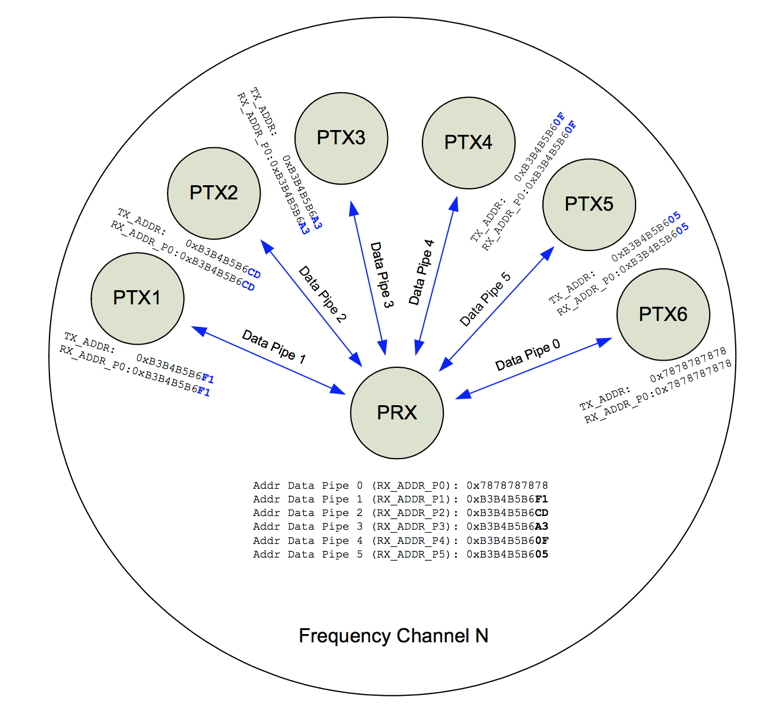 PTX3
PTX4
TX_ADDR: 0xB3B4B5B6A3
RX_ADDR_P0:0xB3B4B5B6A3
TX_ADDR: 0xB3B4B5B60F
RX_ADDR_P0:0xB3B4B5B60F
PTX2
PTX5
TX_ADDR: 0xB3B4B5B6CD
RX_ADDR_P0:0xB3B4B5B6CD
TX_ADDR: 0xB3B4B5B605
RX_ADDR_P0:0xB3B4B5B605
PTX1
PTX6
TX_ADDR: 0xB3B4B5B6F1
RX_ADDR_P0:0xB3B4B5B6F1
TX_ADDR: 0x7878787878
RX_ADDR_P0:0x7878787878
Data Pipe 1
Data Pipe 2
Data Pipe 3
Data Pipe 4
Data Pipe 5
Data Pipe 0
PRX
Addr Data Pipe 0 (RX_ADDR_P0): 0x7878787878
Addr Data Pipe 1 (RX_ADDR_P1): 0xB3B4B5B6F1
Addr Data Pipe 2 (RX_ADDR_P2): 0xB3B4B5B6CD
Addr Data Pipe 3 (RX_ADDR_P3): 0xB3B4B5B6A3
Addr Data Pipe 4 (RX_ADDR_P4): 0xB3B4B5B60F
Addr Data Pipe 5 (RX_ADDR_P5): 0xB3B4B5B605
Frequency Channel N